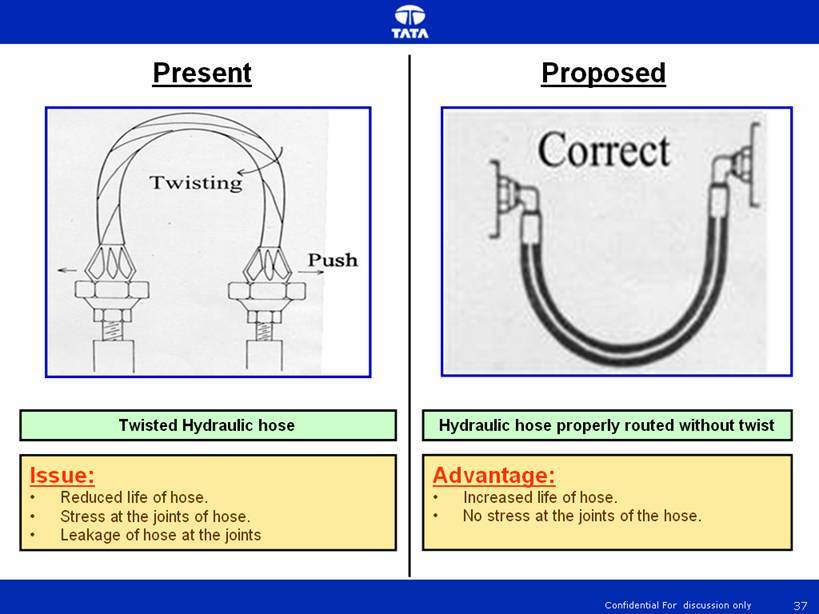 TATA
Present
Twisting
Push
Twisted Hydraulic hose
Issue:
• Reduced life of hose.
• Stress at the joints of hose.
• Leakage of hose at the joints
Proposed
Correct
Hydraulic hose properly routed without twist
Advantage:
• Increased life of hose.
• No stress at the joints of the hose.
Confidential For discussion only
37